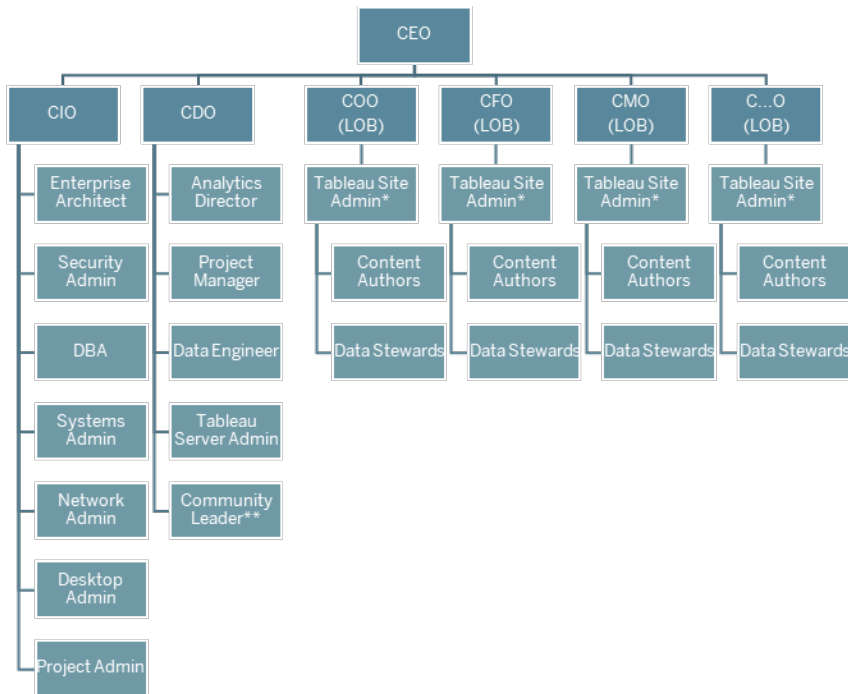 CEO
CIO
CDO
COO
(LOB)
CFO
(LOB)
CMO
(LOB)
C...O
(LOB)
Enterprise
Architect
Security
Admin
DBA
Systems
Admin
Network
Admin
Desktop
Admin
Project Admin
Analytics
Director
Project
Manager
Data Engineer
Tableau
Server Admin
Community
Leader**
Tableau Site
Admin*
Content
Authors
Data Stewards
Tableau Site
Admin*
Content
Authors
Data Stewards
Tableau Site
Admin*
Content
Authors
Data Stewards
Tableau Site
Admin*
Content
Authors
Data Stewards